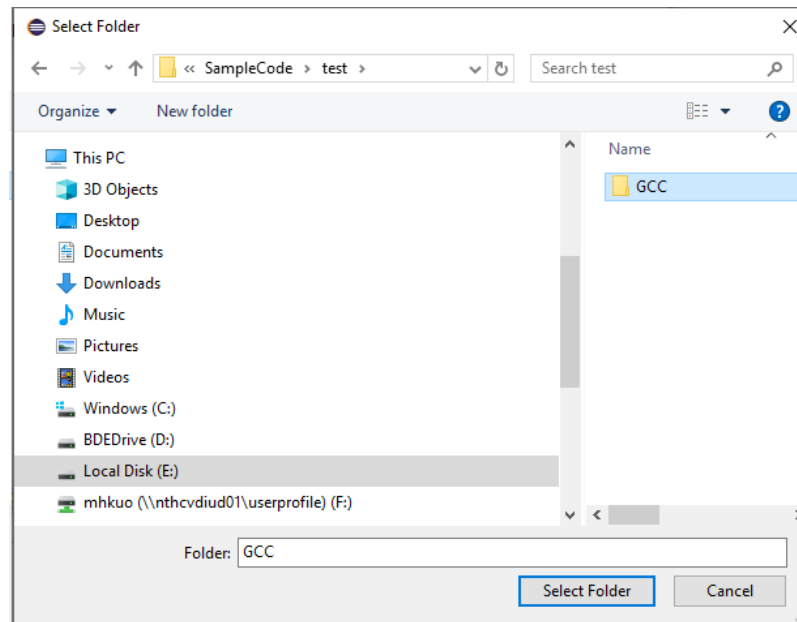 Select Folder
« SampleCode › test ›
Search test
Organize
New folder
?
This PC
Name
3D Objects
GCC
Desktop
Documents
Downloads
Music
Pictures
Videos
Windows (C:)
BDEDrive (D:)
Local Disk (E:)
mhkuo (\\nthcvdiud01\userprofile) (F:)
Folder: GCC
Select Folder
Cancel